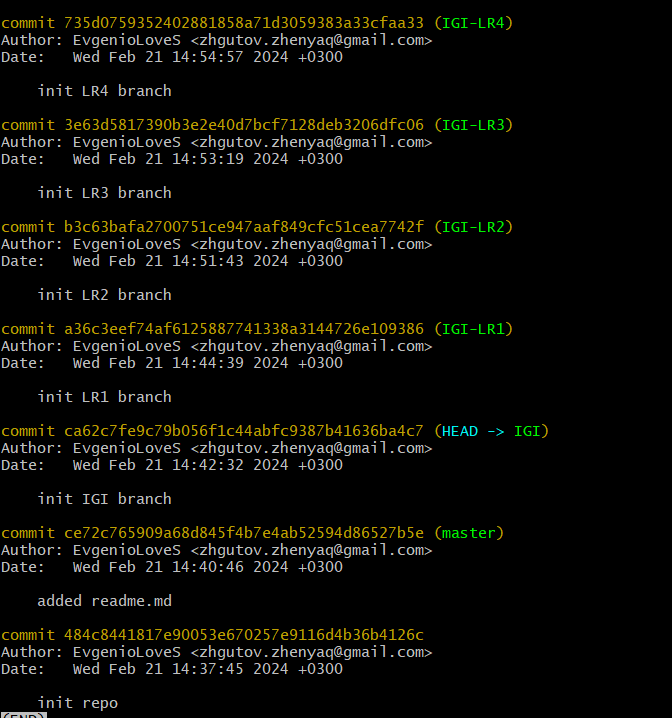 commit 735d0759352402881858a71d3059383a33cfaa33 (IGI-LR4)
Author: EvgenioLoveS <zhgutov.zhenyaq@gmail.com>
Date:   Wed Feb 21 14:54:57 2024 +0300
init LR4 branch
commit 3e63d5817390b3e2e40d7bcf7128deb3206dfc06 (IGI-LR3)
Author: EvgenioLoveS <zhgutov.zhenyaq@gmail.com>
Date:   Wed Feb 21 14:53:19 2024 +0300
init LR3 branch
commit b3c63bafa2700751ce947aaf849cfc51cea7742f (IGI-LR2)
Author: EvgenioLoveS <zhgutov.zhenyaq@gmail.com>
Date:   Wed Feb 21 14:51:43 2024 +0300
init LR2 branch
commit a36c3eef74af6125887741338a3144726e109386 (IGI-LR1)
Author: EvgenioLoveS <zhgutov.zhenyaq@gmail.com>
Date:   Wed Feb 21 14:44:39 2024 +0300
init LR1 branch
commit ca62c7fe9c79b056f1c44abfc9387b41636ba4c7 (HEAD -> IGI)
Author: EvgenioLoveS <zhgutov.zhenyaq@gmail.com>
Date:   Wed Feb 21 14:42:32 2024 +0300
init IGI branch
commit ce72c765909a68d845f4b7e4ab52594d86527b5e (master)
Author: EvgenioLoveS <zhgutov.zhenyaq@gmail.com>
Date:   Wed Feb 21 14:40:46 2024 +0300
added readme.md
commit 484c8441817e90053e670257e9116d4b36b4126c
Author: EvgenioLoveS <zhgutov.zhenyaq@gmail.com>
Date:   Wed Feb 21 14:37:45 2024 +0300
init repo
(END)